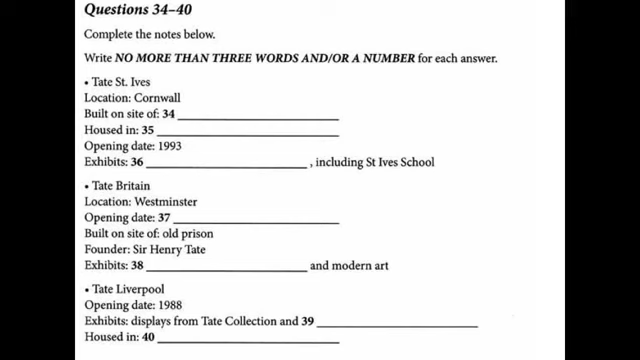 Questions 34–40
Complete the notes below.
Write NO MORE THAN THREE WORDS AND/OR A NUMBER for each answer.
• Tate St. Ives
Location: Cornwall
Built on site of: 34
Housed in: 35
Opening date: 1993
Exhibits: 36 , including St Ives School
• Tate Britain
Location: Westminster
Opening date: 37
Built on site of: old prison
Founder: Sir Henry Tate
Exhibits: 38 and modern art
• Tate Liverpool
Opening date: 1988
Exhibits: displays from Tate Collection and 39
Housed in: 40